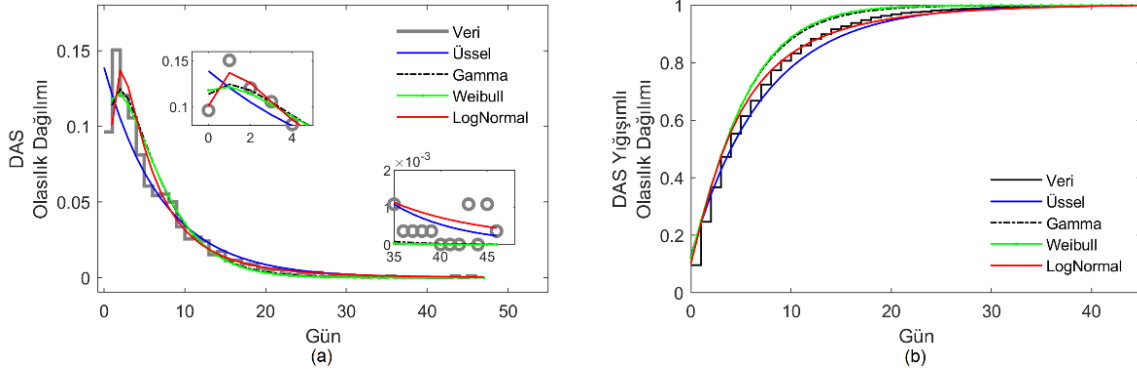 0.15
0.1
0.05
0
DAS
Olasılık Dağılımı
0 10 20 30 40 50
Gün
(a)
Veri
Üssel
Gamma
Weibull
LogNormal
0.15
0.1
0 2 4
2 ×10⁻³
1
0
35 40 45
1
0.8
0.6
0.4
0.2
0
DAS Yığışımlı
Olasılık Dağılımı
0 10 20 30 40
Gün
(b)
Veri
Üssel
Gamma
Weibull
LogNormal